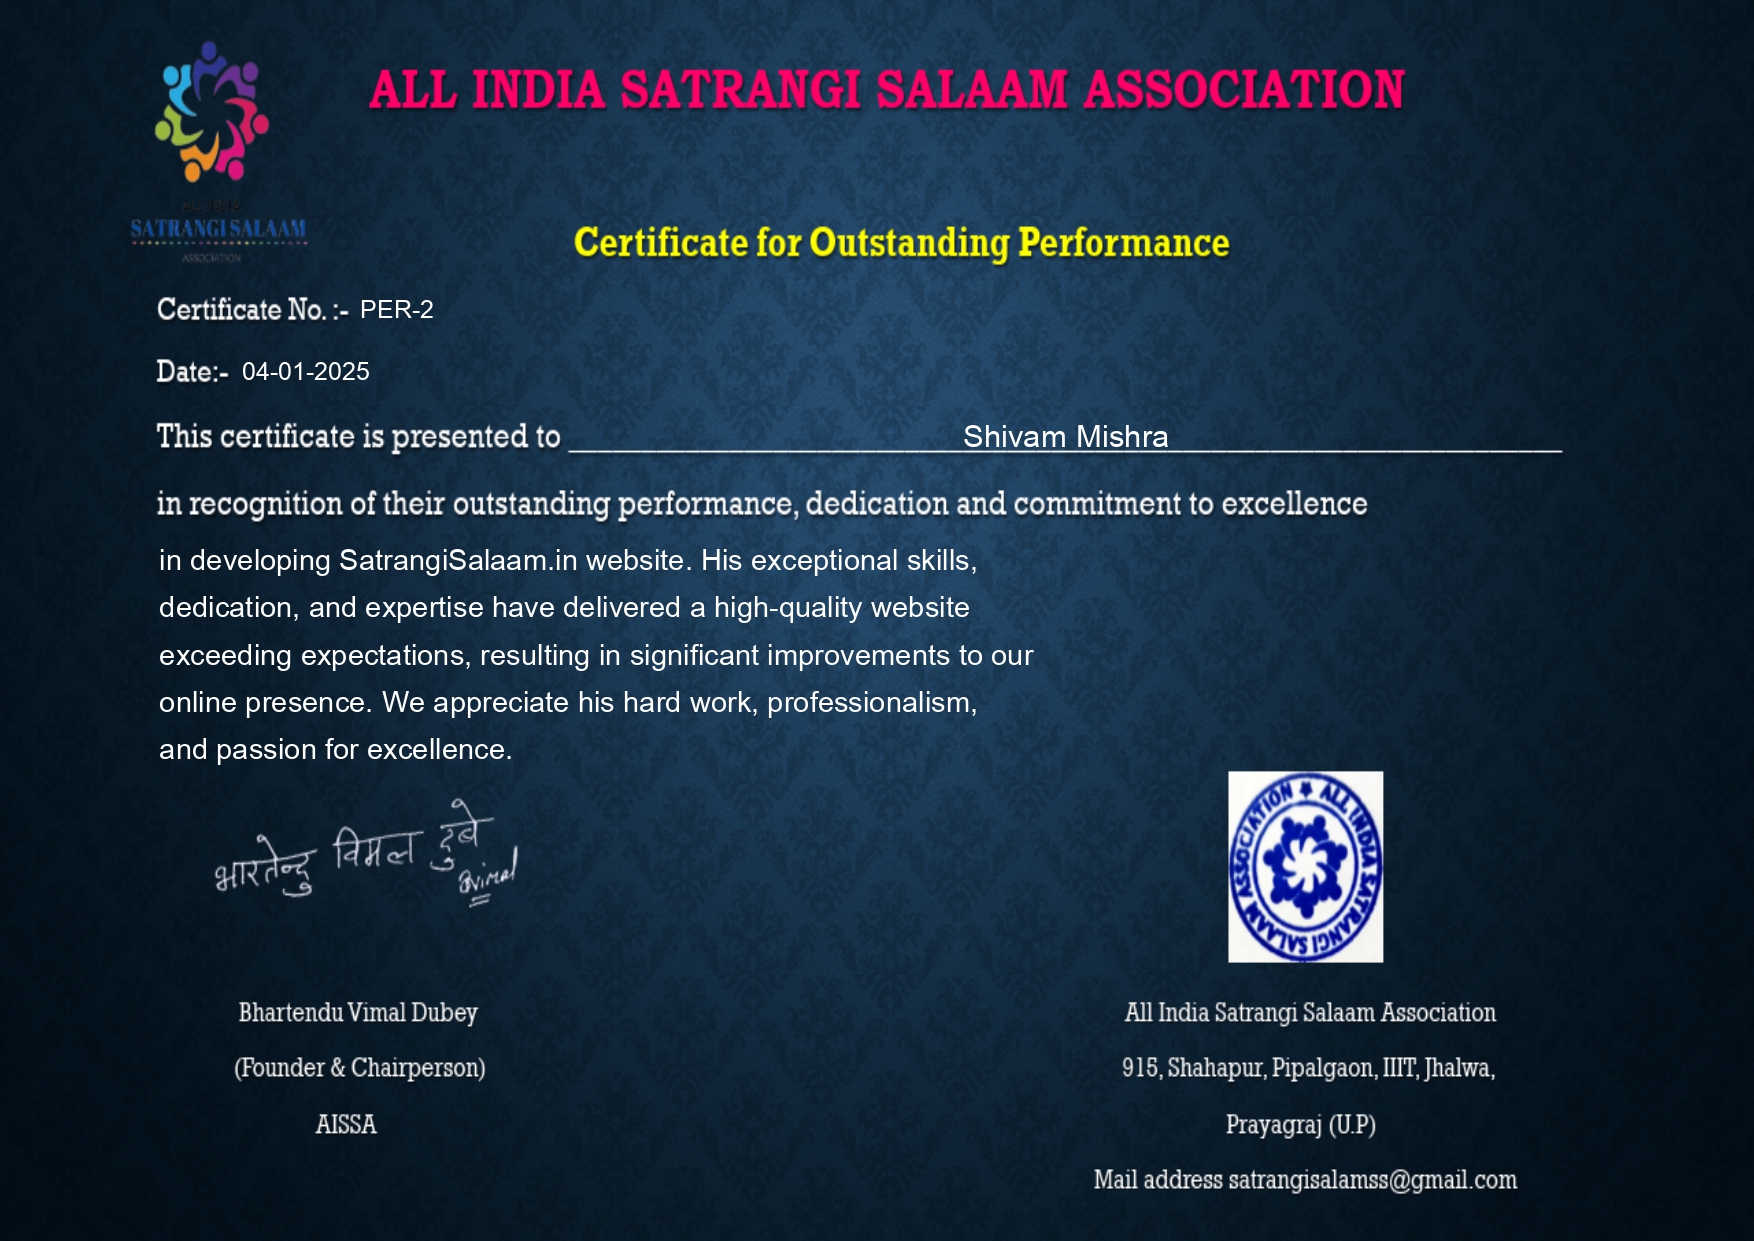 ALL INDIA SATRANGI SALAAM ASSOCIATION
ALL INDIA
SATRANGI SALAAM
ASSOCIATION
Certificate for Outstanding Performance
Certificate No. :- PER-2
Date:- 04-01-2025
This certificate is presented to Shivam Mishra
in recognition of their outstanding performance, dedication and commitment to excellence
in developing SatrangiSalaam.in website. His exceptional skills,
dedication, and expertise have delivered a high-quality website
exceeding expectations, resulting in significant improvements to our
online presence. We appreciate his hard work, professionalism,
and passion for excellence.
भारतेन्दु विमल दुबे
Bvimal
ALL INDIA SATRANGI SALAAM ASSOCIATION
Bhartendu Vimal Dubey
(Founder & Chairperson)
AISSA
All India Satrangi Salaam Association
915, Shahapur, Pipalgaon, IIIT, Jhalwa,
Prayagraj (U.P)
Mail address satrangisalamss@gmail.com